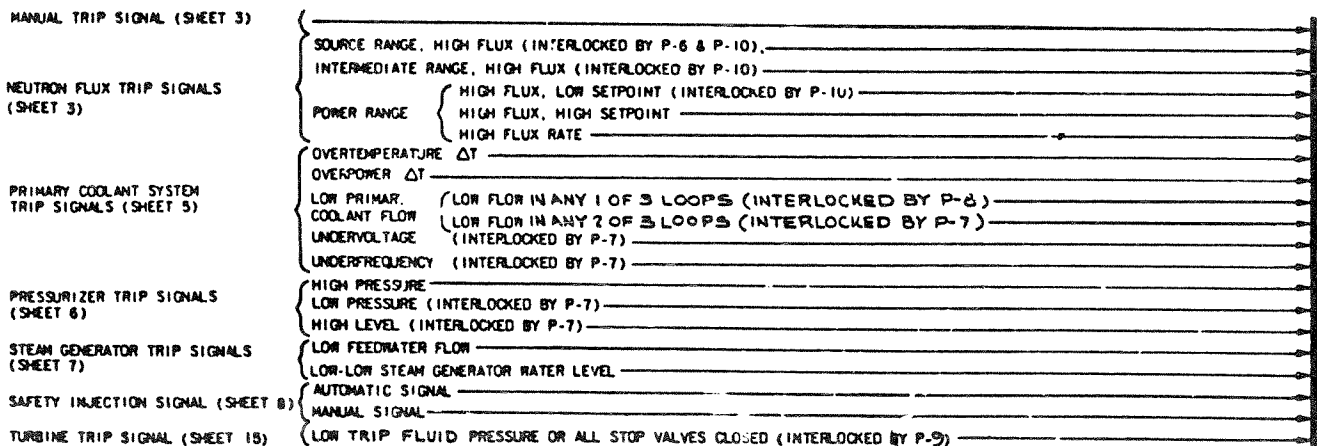 MANUAL TRIP SIGNAL (SHEET 3)
SOURCE RANGE, HIGH FLUX (INTERLOCKED BY P-6 & P-10).
INTERMEDIATE RANGE, HIGH FLUX (INTERLOCKED BY P-10)
NEUTRON FLUX TRIP SIGNALS
(SHEET 3)
POWER RANGE
HIGH FLUX, LOW SETPOINT (INTERLOCKED BY P-10)
HIGH FLUX, HIGH SETPOINT
HIGH FLUX RATE
PRIMARY COOLANT SYSTEM
TRIP SIGNALS (SHEET 5)
OVERTEMPERATURE ΔT
OVERPOWER ΔT
LOW PRIMAR.
COOLANT FLOW
LOW FLOW IN ANY 1 OF 3 LOOPS (INTERLOCKED BY P-8)
LOW FLOW IN ANY 2 OF 3 LOOPS (INTERLOCKED BY P-7)
UNDERVOLTAGE (INTERLOCKED BY P-7)
UNDERFREQUENCY (INTERLOCKED BY P-7)
PRESSURIZER TRIP SIGNALS
(SHEET 6)
HIGH PRESSURE
LOW PRESSURE (INTERLOCKED BY P-7)
HIGH LEVEL (INTERLOCKED BY P-7)
STEAM GENERATOR TRIP SIGNALS
(SHEET 7)
LOW FEEDWATER FLOW
LOW-LOW STEAM GENERATOR WATER LEVEL
SAFETY INJECTION SIGNAL (SHEET 8)
AUTOMATIC SIGNAL
MANUAL SIGNAL
TURBINE TRIP SIGNAL (SHEET 15)
LOW TRIP FLUID PRESSURE OR ALL STOP VALVES CLOSED (INTERLOCKED BY P-9)